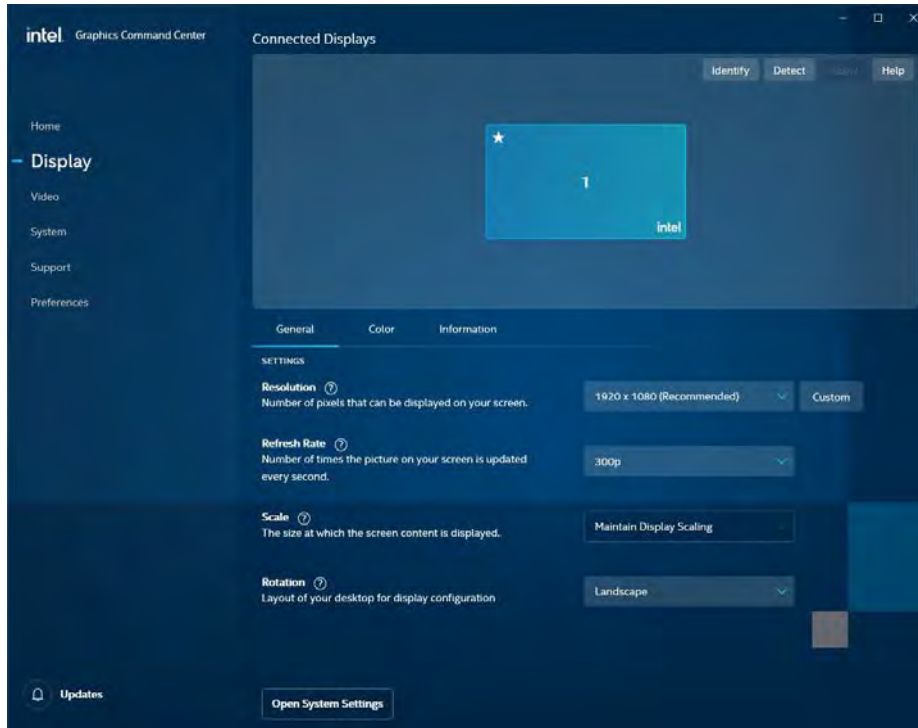 intel. Graphics Command Center
Connected Displays
Identify
Detect
Help
Home
Display
Video
System
Support
Preferences
1
intel
General
Color
Information
SETTINGS
Resolution ?
Number of pixels that can be displayed on your screen.
1920 x 1080 (Recommended)
Custom
Refresh Rate ?
Number of times the picture on your screen is updated
every second.
300p
Scale ?
The size at which the screen content is displayed.
Maintain Display Scaling
Rotation ?
Layout of your desktop for display configuration
Landscape
Updates
Open System Settings